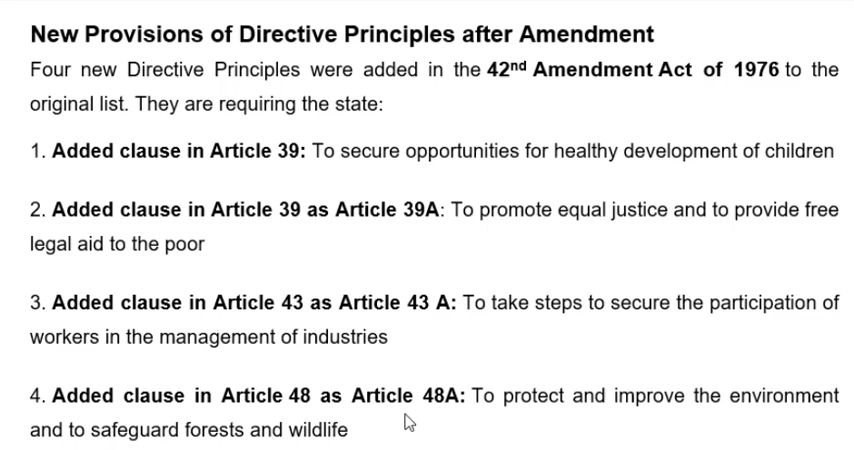 New Provisions of Directive Principles after Amendment
Four new Directive Principles were added in the 42nd Amendment Act of 1976 to the
original list. They are requiring the state:
1. Added clause in Article 39: To secure opportunities for healthy development of children
2. Added clause in Article 39 as Article 39A: To promote equal justice and to provide free
legal aid to the poor
3. Added clause in Article 43 as Article 43 A: To take steps to secure the participation of
workers in the management of industries
4. Added clause in Article 48 as Article 48A: To protect and improve the environment
and to safeguard forests and wildlife